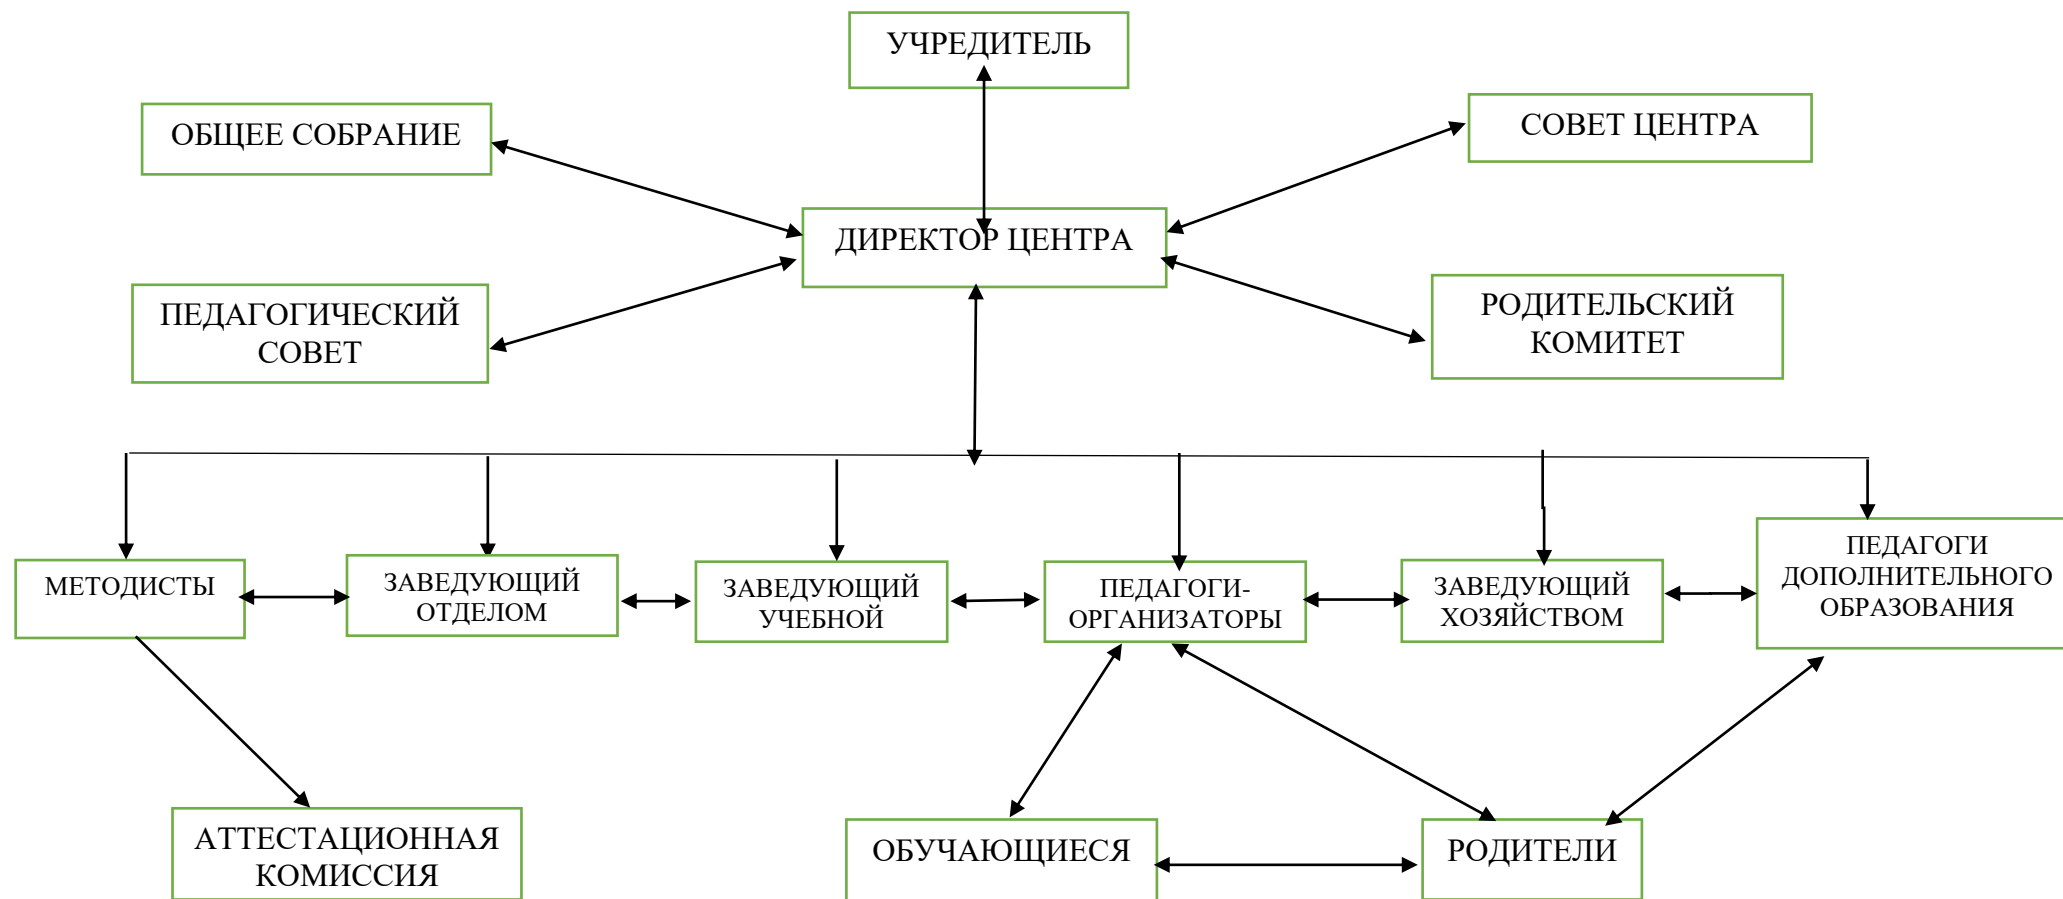 УЧРЕДИТЕЛЬ
ОБЩЕЕ СОБРАНИЕ
СОВЕТ ЦЕНТРА
ДИРЕКТОР ЦЕНТРА
ПЕДАГОГИЧЕСКИЙ
СОВЕТ
РОДИТЕЛЬСКИЙ
КОМИТЕТ
МЕТОДИСТЫ
ЗАВЕДУЮЩИЙ
ОТДЕЛОМ
ЗАВЕДУЮЩИЙ
УЧЕБНОЙ
ПЕДАГОГИ-
ОРГАНИЗАТОРЫ
ЗАВЕДУЮЩИЙ
ХОЗЯЙСТВОМ
ПЕДАГОГИ
ДОПОЛНИТЕЛЬНОГО
ОБРАЗОВАНИЯ
АТТЕСТАЦИОННАЯ
КОМИССИЯ
ОБУЧАЮЩИЕСЯ
РОДИТЕЛИ